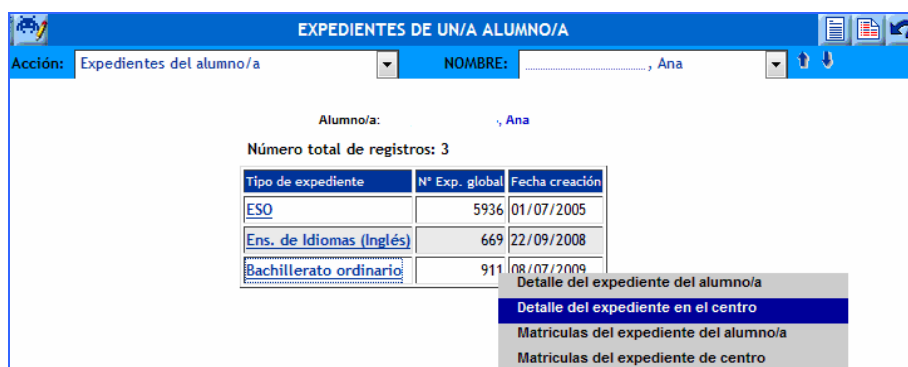 EXPEDIENTES DE UN/A ALUMNO/A
Acción: Expedientes del alumno/a NOMBRE: , Ana
Alumno/a: , Ana
Número total de registros: 3
Tipo de expediente Nº Exp. global Fecha creación
ESO 5936 01/07/2005
Ens. de Idiomas (Inglés) 669 22/09/2008
Bachillerato ordinario 911 08/07/2009
Detalle del expediente del alumno/a
Detalle del expediente en el centro
Matriculas del expediente del alumno/a
Matriculas del expediente de centro